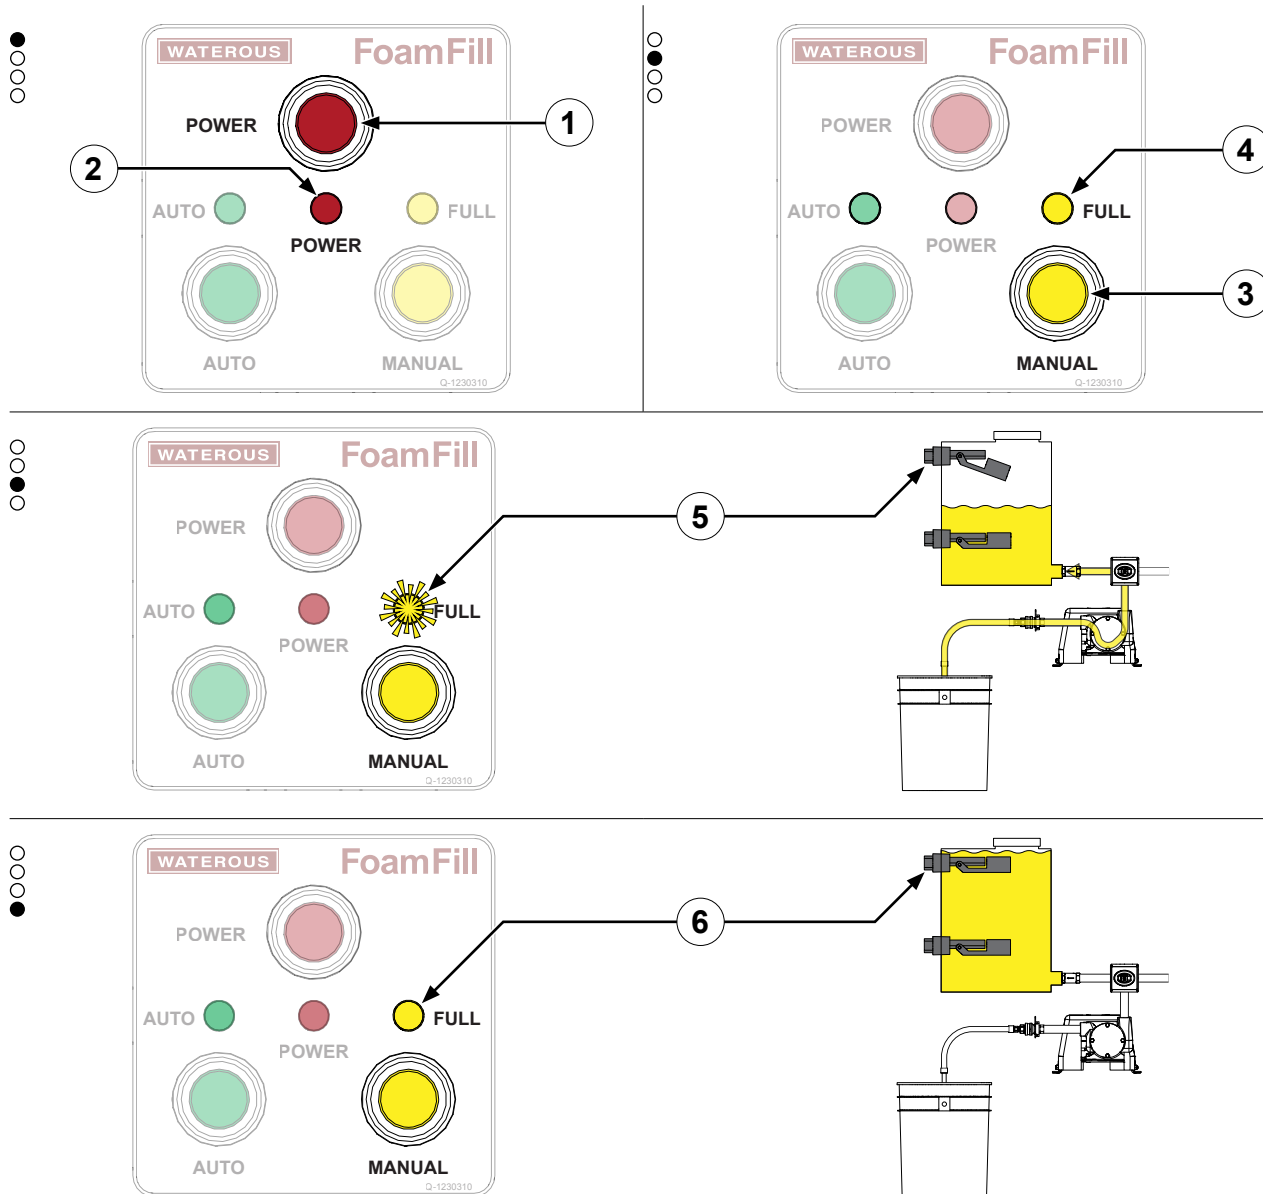 WATEROUS FoamFill
POWER
1
2
AUTO FULL
POWER
AUTO MANUAL
Q-1230310
WATEROUS FoamFill
POWER
4
AUTO FULL
POWER
3
AUTO MANUAL
Q-1230310
WATEROUS FoamFill
POWER
5
AUTO FULL
POWER
AUTO MANUAL
Q-1230310
WATEROUS FoamFill
POWER
6
AUTO FULL
POWER
AUTO MANUAL
Q-1230310